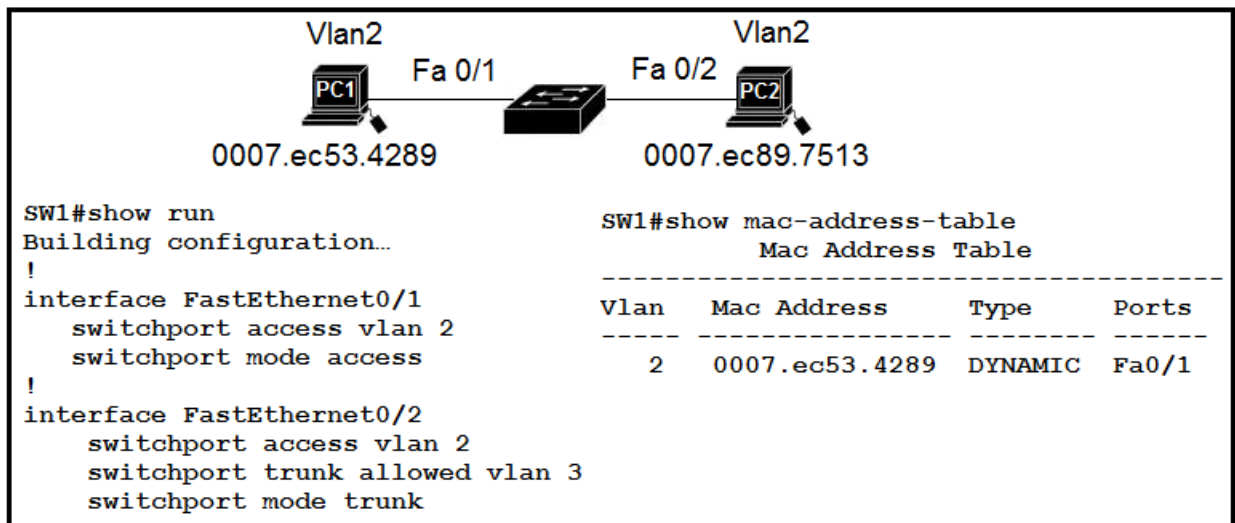 Vlan2
Vlan2
Fa 0/1
Fa 0/2
PC1
PC2
0007.ec53.4289
0007.ec89.7513
SW1#show run
Building configuration…
!
interface FastEthernet0/1
switchport access vlan 2
switchport mode access
!
interface FastEthernet0/2
switchport access vlan 2
switchport trunk allowed vlan 3
switchport mode trunk
SW1#show mac-address-table
Mac Address Table
---------------------------------------
Vlan Mac Address Type Ports
----- ---------------- -------- ------
2 0007.ec53.4289 DYNAMIC Fa0/1